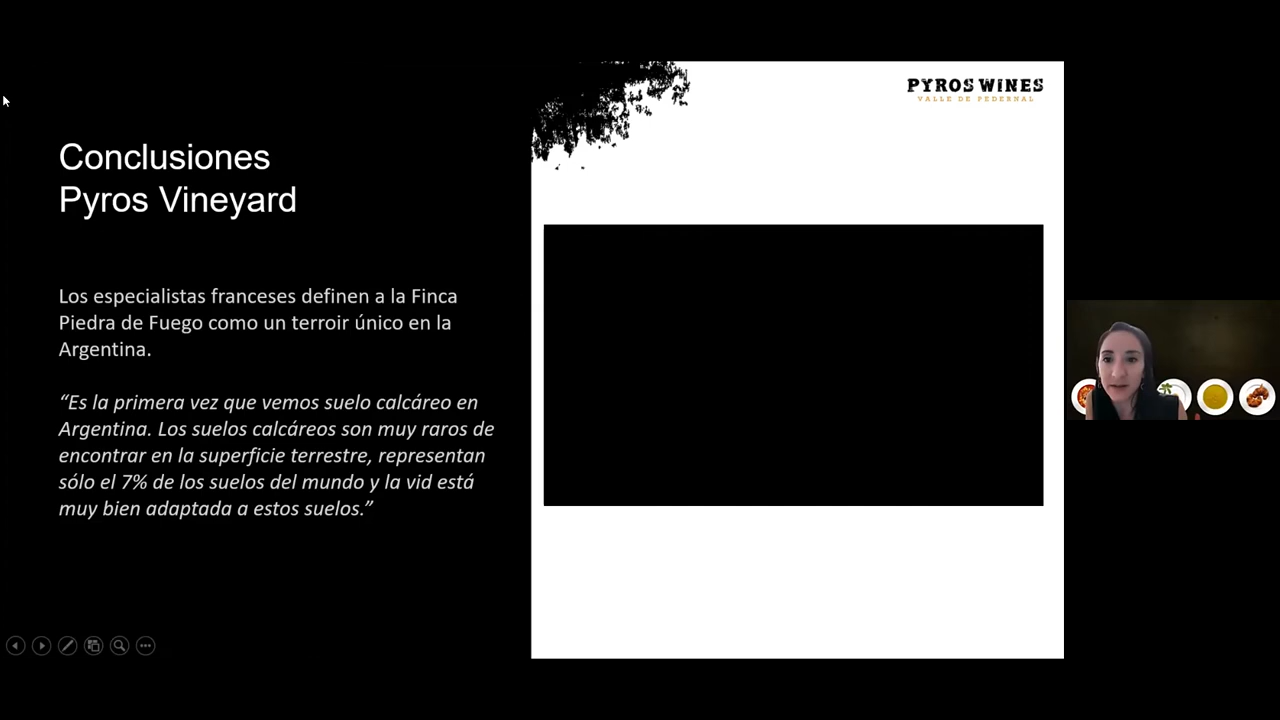 PYROS WINES
VALLE DE PEDERNAL
Conclusiones
Pyros Vineyard
Los especialistas franceses definen a la Finca
Piedra de Fuego como un terroir único en la
Argentina.
“Es la primera vez que vemos suelo calcáreo en
Argentina. Los suelos calcáreos son muy raros de
encontrar en la superficie terrestre, representan
sólo el 7% de los suelos del mundo y la vid está
muy bien adaptada a estos suelos.”